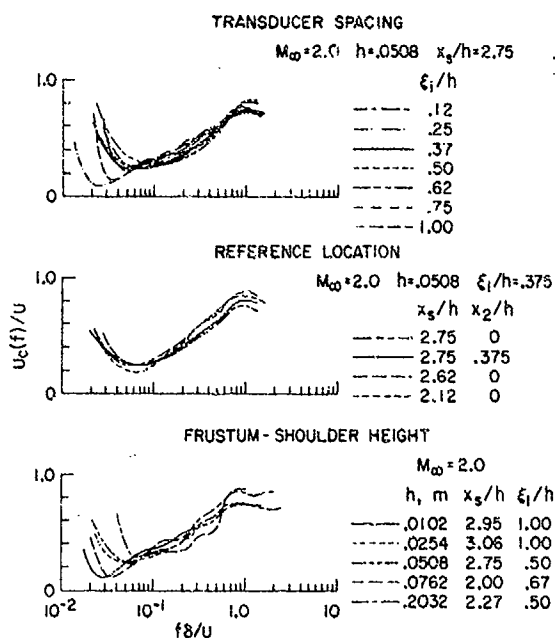 TRANSDUCER SPACING
M∞=2.0 h=.0508 xs/h=2.75
ξ1/h
1.0
.12
.25
.37
.50
.62
.75
0
1.00
REFERENCE LOCATION
M∞=2.0 h=.0508 ξ1/h=.375
1.0
xs/h x2/h
2.75 0
2.75 .375
2.62 0
0
2.12 0
Uc(f)/U
FRUSTUM-SHOULDER HEIGHT
M∞=2.0
1.0
h, m xs/h ξ1/h
.0102 2.95 1.00
.0254 3.06 1.00
.0508 2.75 .50
.0762 2.00 .67
0
.2032 2.27 .50
10-2 10-1 1.0 10
fδ/U